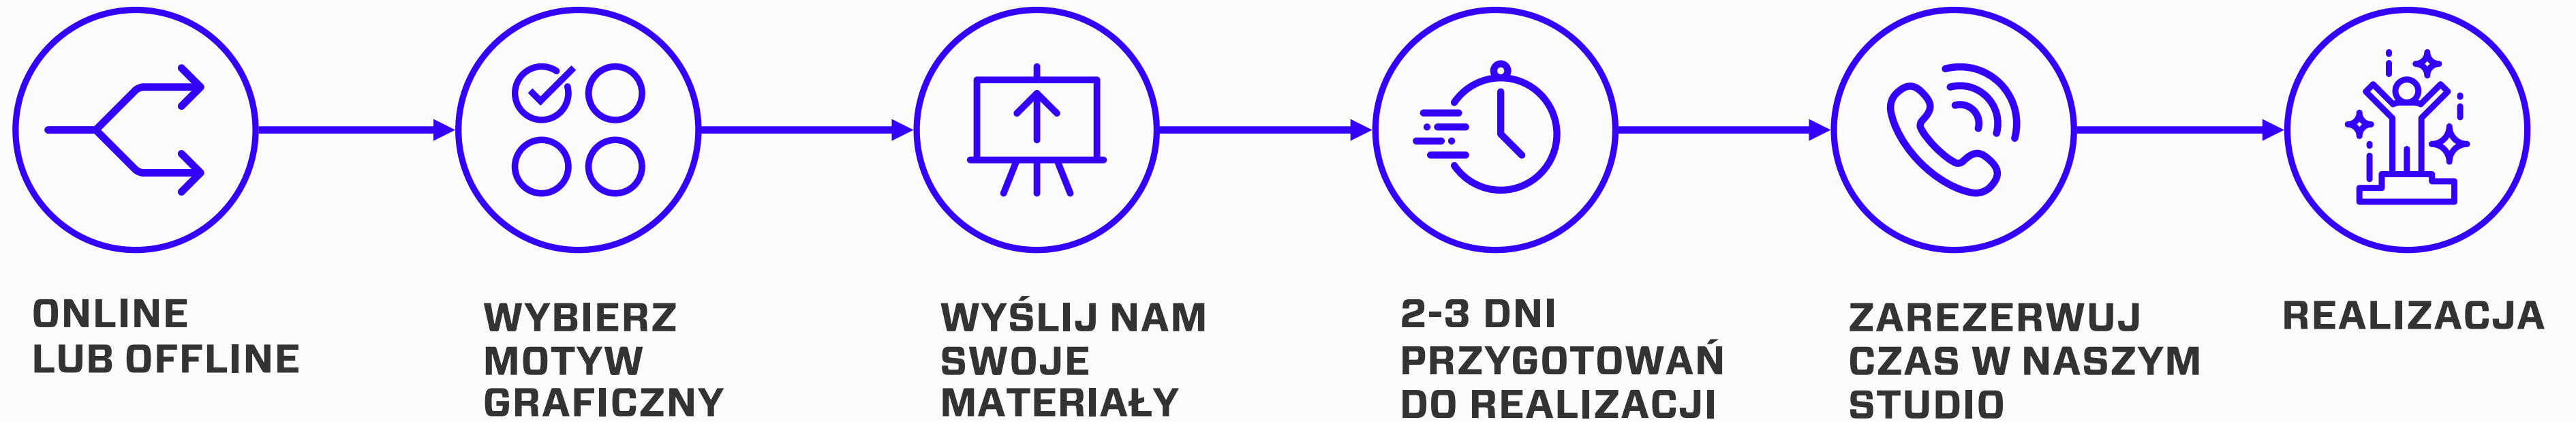 ONLINE
LUB OFFLINE
WYBIERZ
MOTYW
GRAFICZNY
WYŚLIJ NAM
SWOJE
MATERIAŁY
2-3 DNI
PRZYGOTOWAŃ
DO REALIZACJI
ZAREZERWUJ
CZAS W NASZYM
STUDIO
REALIZACJA